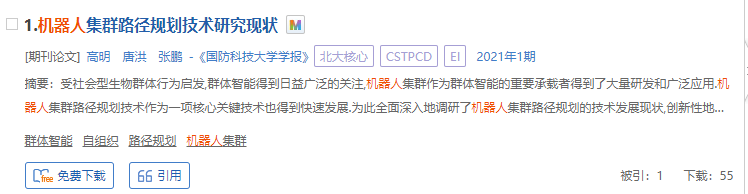 1.机器人集群路径规划技术研究现状 M
[期刊论文] 高明 唐洪 张鹏 -《国防科技大学学报》 北大核心 CSTPCD EI 2021年1期
摘要：受社会型生物群体行为启发,群体智能得到日益广泛的关注,机器人集群作为群体智能的重要承载者得到了大量研发和广泛应用.机
器人集群路径规划技术作为一项核心关键技术也得到快速发展.为此全面深入地调研了机器人集群路径规划的技术发展现状,创新性地...
群体智能 自组织 路径规划 机器人集群
free 免费下载 引用 被引：1 下载：55